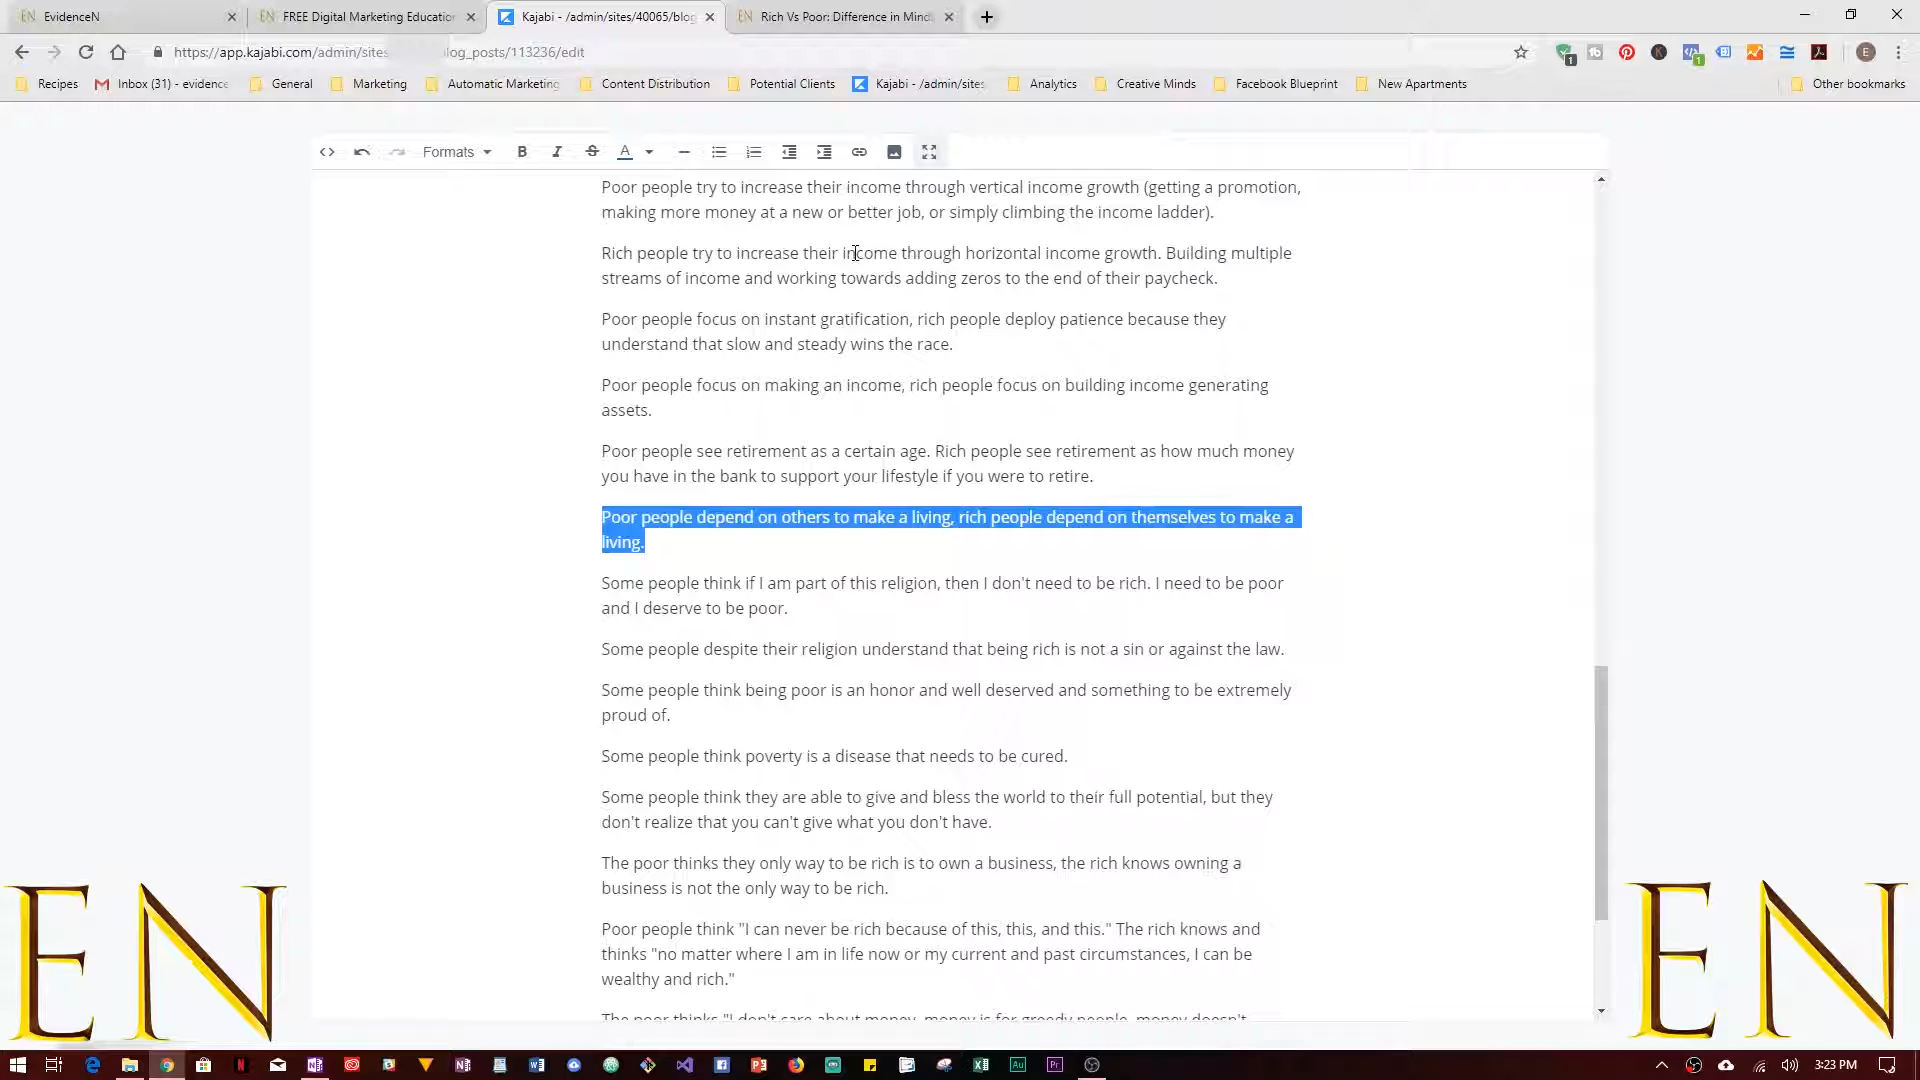 EN EvidenceN
EN FREE Digital Marketing Educatio
Kajabi - /admin/sites/40065/blog
EN Rich Vs Poor: Difference in Mind
https://app.kajabi.com/admin/sites log_posts/113236/edit
Recipes
Inbox (31) - evidence
General
Marketing
Automatic Marketing
Content Distribution
Potential Clients
Kajabi - /admin/sites
Analytics
Creative Minds
Facebook Blueprint
New Apartments
Other bookmarks
Formats B I S A
Poor people try to increase their income through vertical income growth (getting a promotion,
making more money at a new or better job, or simply climbing the income ladder).
Rich people try to increase their income through horizontal income growth. Building multiple
streams of income and working towards adding zeros to the end of their paycheck.
Poor people focus on instant gratification, rich people deploy patience because they
understand that slow and steady wins the race.
Poor people focus on making an income, rich people focus on building income generating
assets.
Poor people see retirement as a certain age. Rich people see retirement as how much money
you have in the bank to support your lifestyle if you were to retire.
Poor people depend on others to make a living, rich people depend on themselves to make a
living.
Some people think if I am part of this religion, then I don't need to be rich. I need to be poor
and I deserve to be poor.
Some people despite their religion understand that being rich is not a sin or against the law.
Some people think being poor is an honor and well deserved and something to be extremely
proud of.
Some people think poverty is a disease that needs to be cured.
Some people think they are able to give and bless the world to their full potential, but they
don't realize that you can't give what you don't have.
The poor thinks they only way to be rich is to own a business, the rich knows owning a
business is not the only way to be rich.
Poor people think "I can never be rich because of this, this, and this." The rich knows and
thinks "no matter where I am in life now or my current and past circumstances, I can be
wealthy and rich."
The poor thinks "I don't care about money, money is for greedy people, money doesn't
EN
EN
3:23 PM